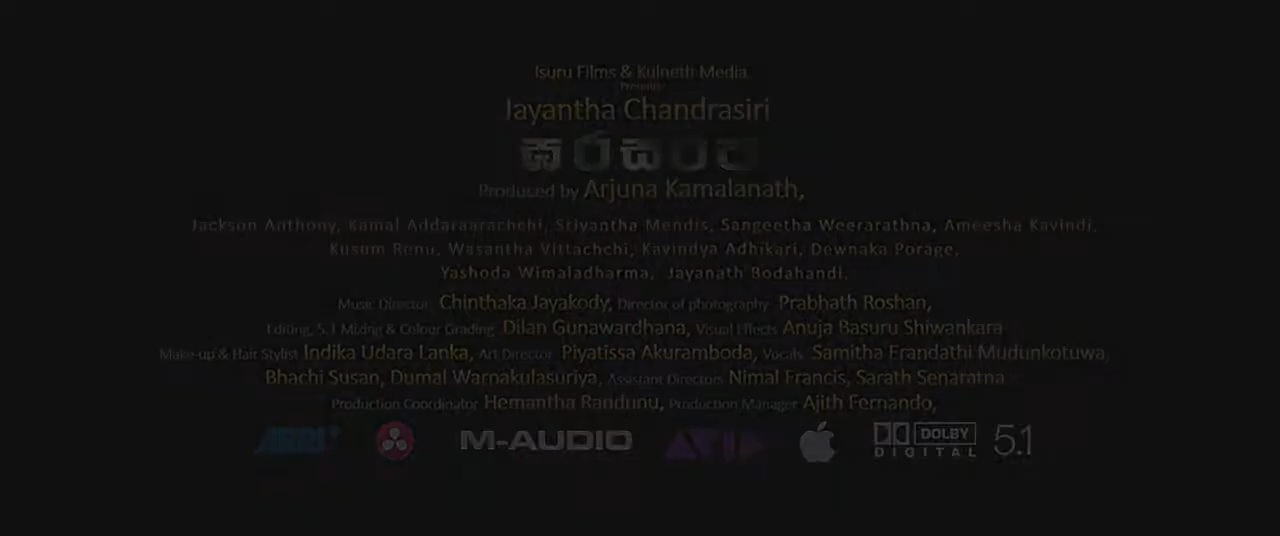 Isuru Films & Kulneth Media
Presents
Jayantha Chandrasiri
ඝරසරප
Produced by Arjuna Kamalanath,
Jackson Anthony, Kamal Addaraarachchi, Sriyantha Mendis, Sangeetha Weerarathna, Ameesha Kavindi,
Kusum Renu, Wasantha Vittachchi, Kavindya Adhikari, Dewnaka Porage,
Yashoda Wimaladharma, Jayanath Bodahandi,
Music Director Chinthaka Jayakody, Director of photography Prabhath Roshan,
Editing, 5.1 Mixing & Colour Grading Dilan Gunawardhana, Visual Effects Anuja Basuru Shiwankara
Make-up & Hair Stylist Indika Udara Lanka, Art Director Piyatissa Akuramboda, Vocals Samitha Erandathi Mudunkotuwa,
Bhachi Susan, Dumal Warnakulasuriya, Assistant Directors Nimal Francis, Sarath Senaratna
Production Coordinator Hemantha Randunu, Production Manager Ajith Fernando,
ARRI M-AUDIO AVID DOLBY DIGITAL 5.1